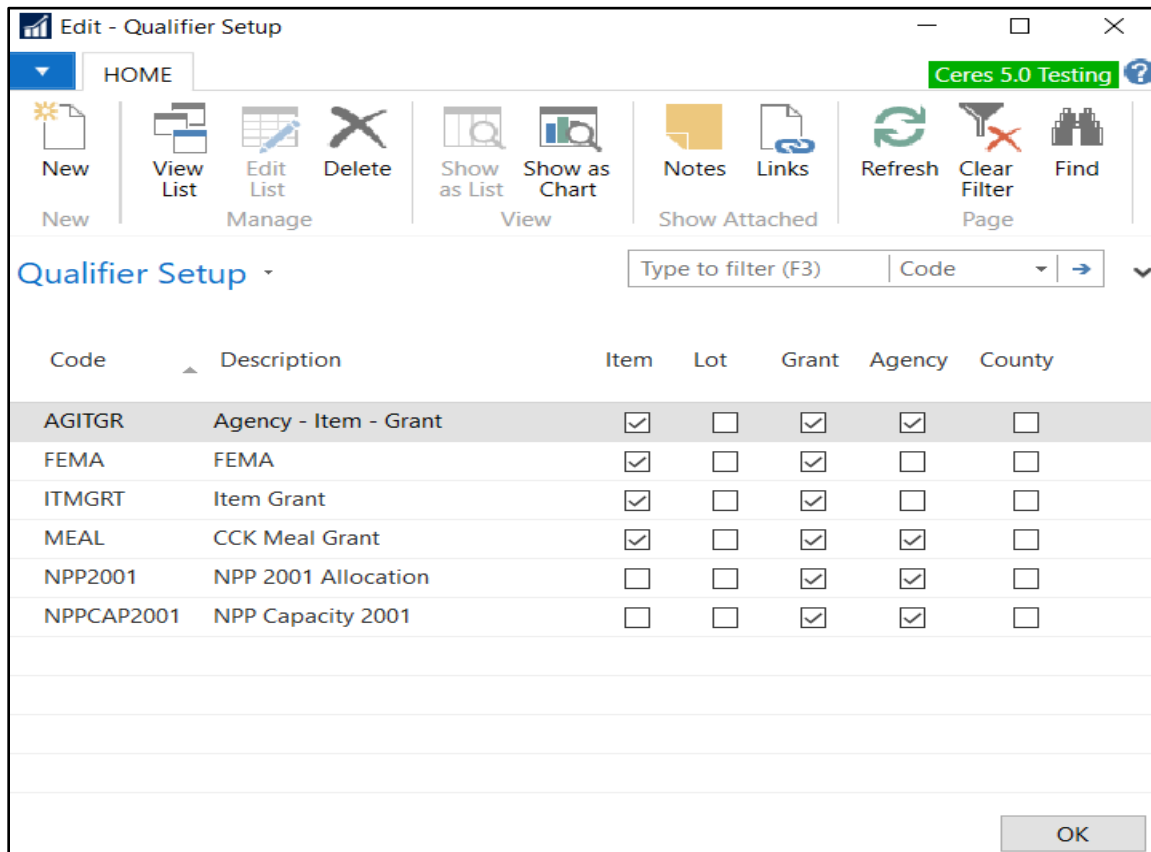 Edit - Qualifier Setup
HOME
Ceres 5.0 Testing ?
New View List Edit List Delete Show as List Show as Chart Notes Links Refresh Clear Filter Find
New Manage View Show Attached Page
Qualifier Setup Type to filter (F3) Code
Code Description Item Lot Grant Agency County
AGITGR Agency - Item - Grant
FEMA FEMA
ITMGRT Item Grant
MEAL CCK Meal Grant
NPP2001 NPP 2001 Allocation
NPPCAP2001 NPP Capacity 2001
OK